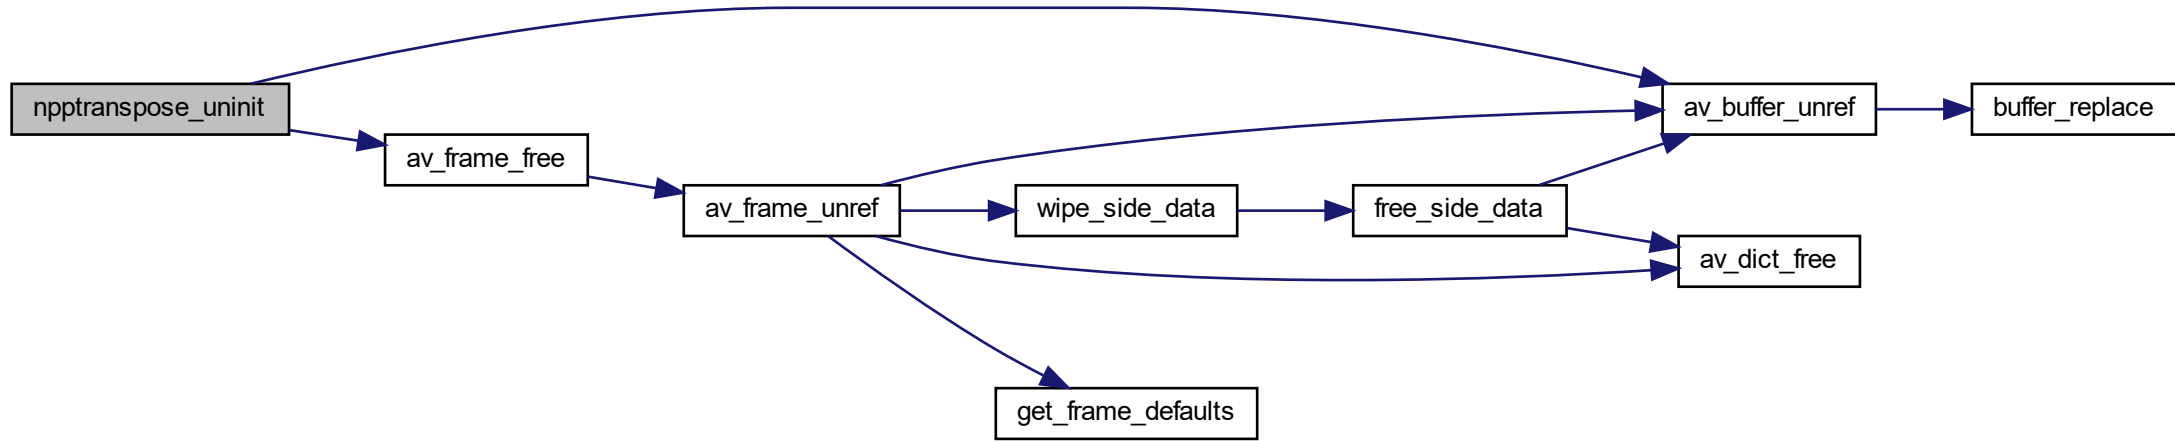 npptranspose_uninit
av_frame_free
av_frame_unref
wipe_side_data
free_side_data
av_buffer_unref
buffer_replace
av_dict_free
get_frame_defaults